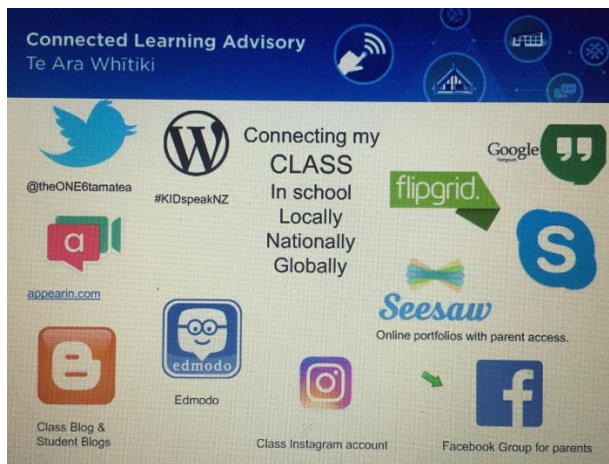 Connected Learning Advisory
Te Ara Whītiki
@theONE6tamatea
#KIDspeakNZ
Connecting my
CLASS
In school
Locally
Nationally
Globally
Google
flipgrid.
S
a
appearin.com
Seesaw
Online portfolios with parent access.
edmodo
Edmodo
Class Blog &
Student Blogs
Class Instagram account
Facebook Group for parents